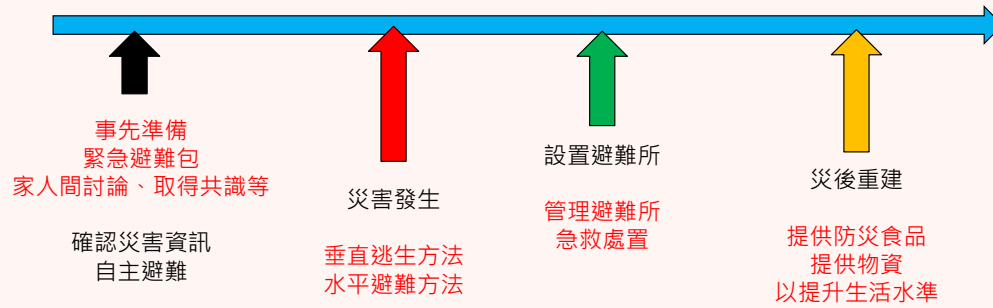 事先準備
緊急避難包
家人間討論、取得共識等
確認災害資訊
自主避難
災害發生
垂直逃生方法
水平避難方法
設置避難所
管理避難所
急救處置
災後重建
提供防災食品
提供物資
以提升生活水準